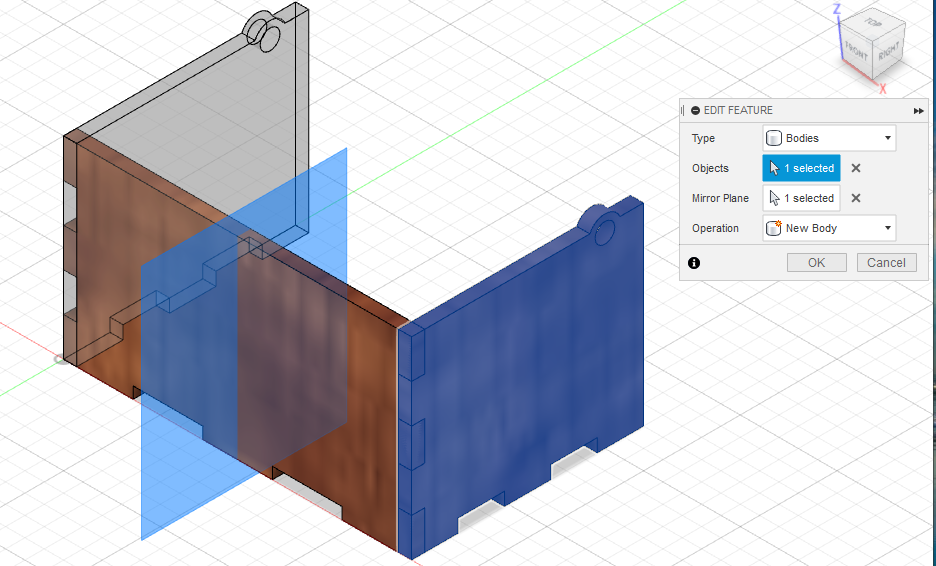 Z
TOP
FRONT
RIGHT
X
EDIT FEATURE
Type Bodies
Objects 1 selected
Mirror Plane 1 selected
Operation New Body
OK Cancel